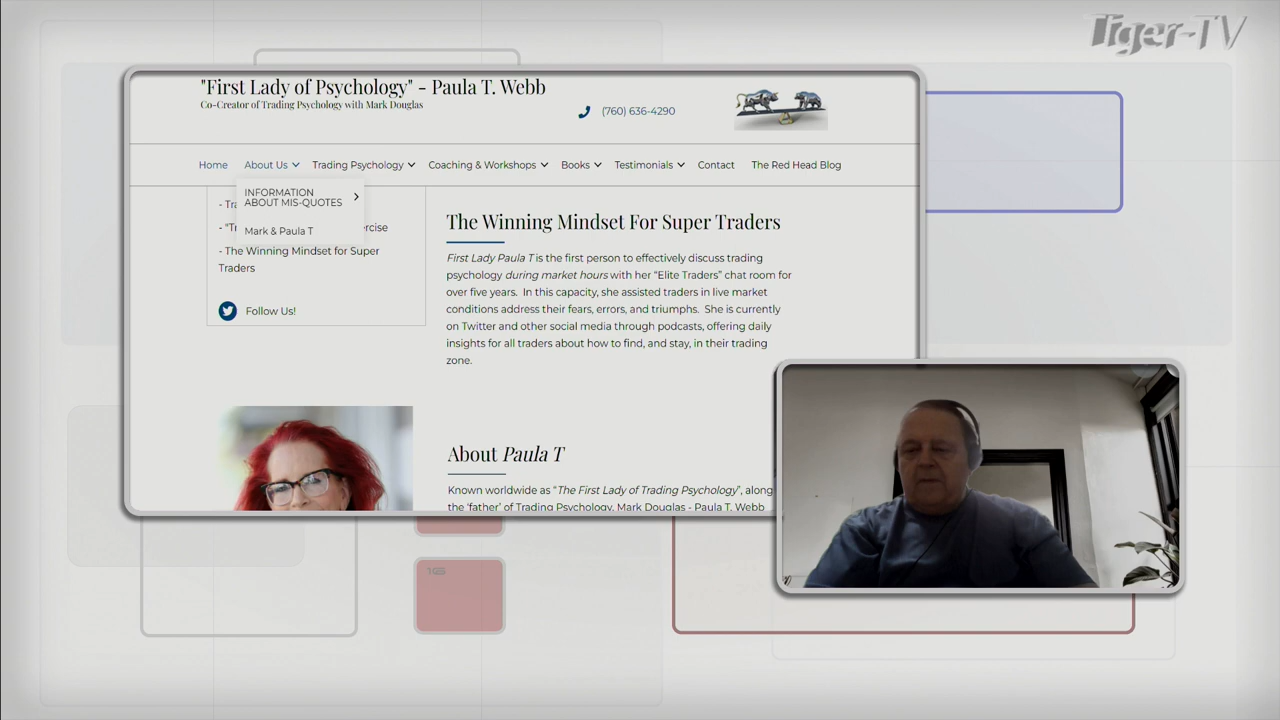 Tiger-TV
"First Lady of Psychology" - Paula T. Webb
Co-Creator of Trading Psychology with Mark Douglas
(760) 636-4290
Home About Us Trading Psychology Coaching & Workshops Books Testimonials Contact The Red Head Blog
INFORMATION
ABOUT MIS-QUOTES
Mark & Paula T
- The Winning Mindset for Super
Traders
Follow Us!
The Winning Mindset For Super Traders
First Lady Paula T is the first person to effectively discuss trading
psychology during market hours with her “Elite Traders” chat room for
over five years. In this capacity, she assisted traders in live market
conditions address their fears, errors, and triumphs. She is currently
on Twitter and other social media through podcasts, offering daily
insights for all traders about how to find, and stay, in their trading
zone.
About Paula T
Known worldwide as “The First Lady of Trading Psychology”, along
the ‘father’ of Trading Psychology, Mark Douglas - Paula T. Webb